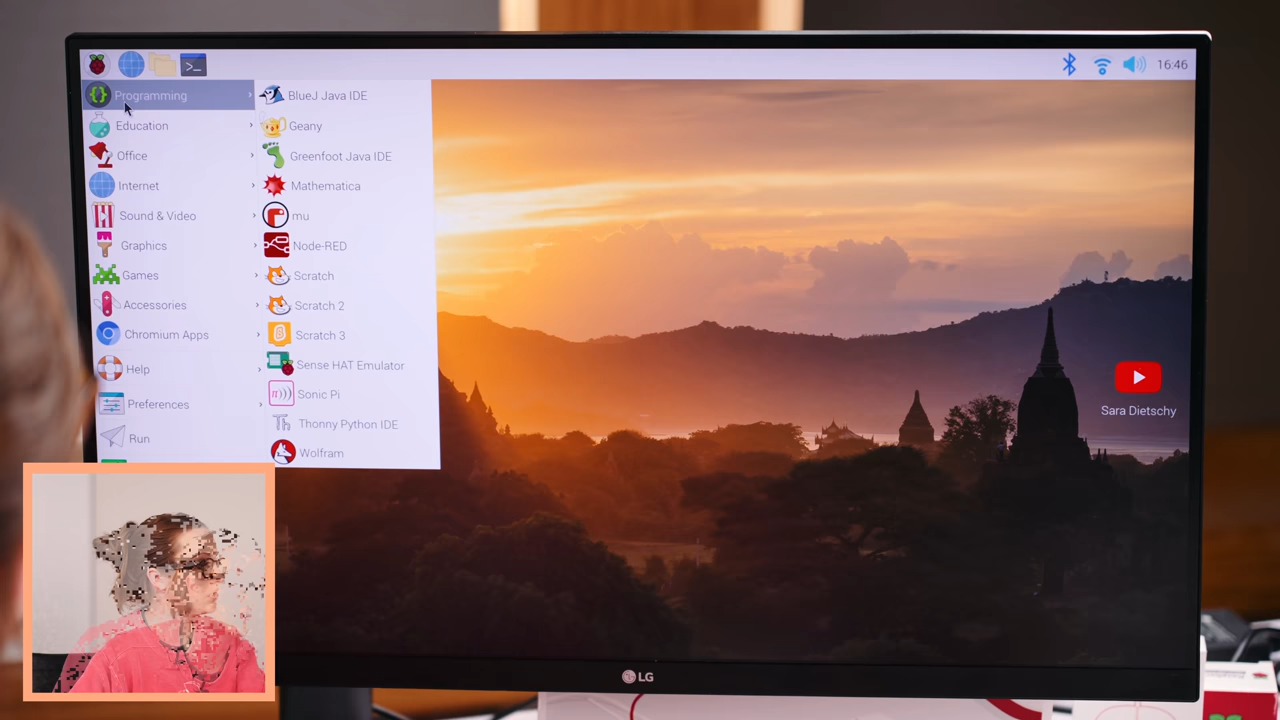 16:46
Programming
Education
Office
Internet
Sound & Video
Graphics
Games
Accessories
Chromium Apps
Help
Preferences
Run
BlueJ Java IDE
Geany
Greenfoot Java IDE
Mathematica
mu
Node-RED
Scratch
Scratch 2
Scratch 3
Sense HAT Emulator
Sonic Pi
Th Thonny Python IDE
Wolfram
Sara Dietschy
LG